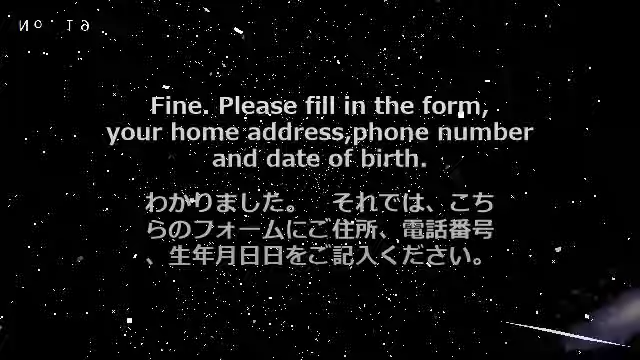 No. 19
Fine. Please fill in the form,
your home address,phone number
and date of birth.
わかりました。　それでは、こち
らのフォームにご住所、電話番号
、生年月日日をご記入ください。